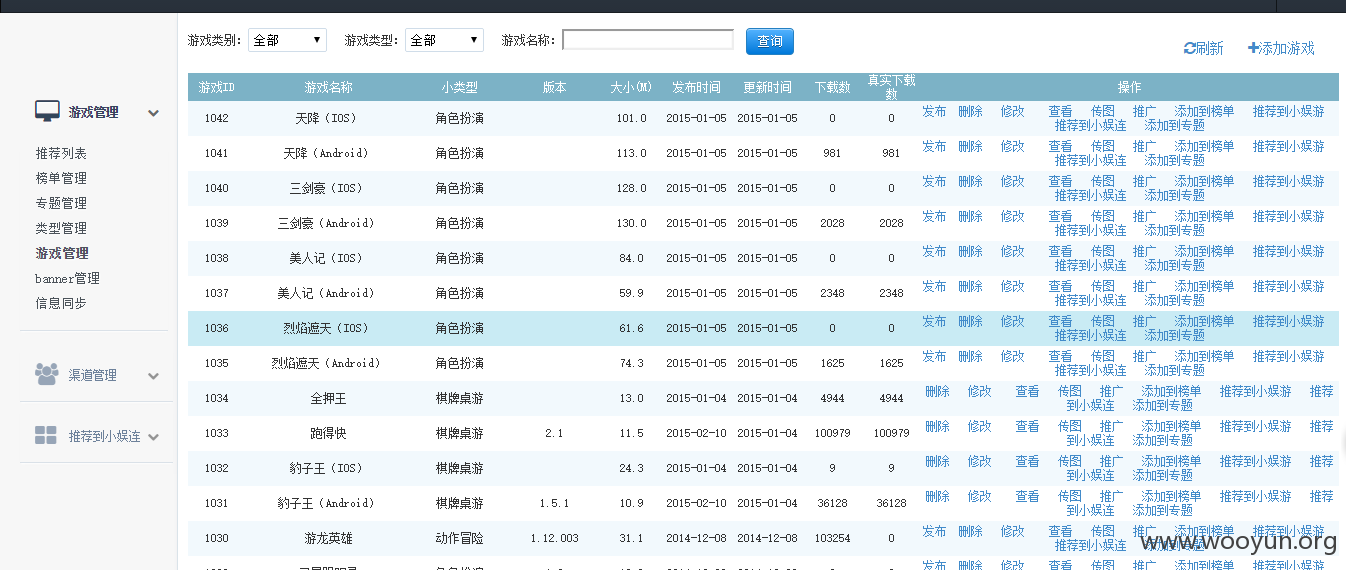 游戏类别: 全部 游戏类型: 全部 游戏名称: 查询
刷新 添加游戏
游戏ID 游戏名称 小类型 版本 大小(M) 发布时间 更新时间 下载数 真实下载数 操作
1042 天降（IOS） 角色扮演 101.0 2015-01-05 2015-01-05 0 0 发布 删除 修改 查看 传图 推广 添加到榜单 推荐到小娱游
推荐到小娱连 添加到专题
1041 天降（Android） 角色扮演 113.0 2015-01-05 2015-01-05 981 981 发布 删除 修改 查看 传图 推广 添加到榜单 推荐到小娱游
推荐到小娱连 添加到专题
1040 三剑豪（IOS） 角色扮演 128.0 2015-01-05 2015-01-05 0 0 发布 删除 修改 查看 传图 推广 添加到榜单 推荐到小娱游
推荐到小娱连 添加到专题
1039 三剑豪（Android） 角色扮演 130.0 2015-01-05 2015-01-05 2028 2028 发布 删除 修改 查看 传图 推广 添加到榜单 推荐到小娱游
推荐到小娱连 添加到专题
1038 美人记（IOS） 角色扮演 84.0 2015-01-05 2015-01-05 0 0 发布 删除 修改 查看 传图 推广 添加到榜单 推荐到小娱游
推荐到小娱连 添加到专题
1037 美人记（Android） 角色扮演 59.9 2015-01-05 2015-01-05 2348 2348 发布 删除 修改 查看 传图 推广 添加到榜单 推荐到小娱游
推荐到小娱连 添加到专题
1036 烈焰遮天（IOS） 角色扮演 61.6 2015-01-05 2015-01-05 0 0 发布 删除 修改 查看 传图 推广 添加到榜单 推荐到小娱游
推荐到小娱连 添加到专题
1035 烈焰遮天（Android） 角色扮演 74.3 2015-01-05 2015-01-05 1625 1625 发布 删除 修改 查看 传图 推广 添加到榜单 推荐到小娱游
推荐到小娱连 添加到专题
1034 全押王 棋牌桌游 13.0 2015-01-04 2015-01-04 4944 4944 删除 修改 查看 传图 推广 添加到榜单 推荐到小娱游 推荐
到小娱连 添加到专题
1033 跑得快 棋牌桌游 2.1 11.5 2015-02-10 2015-01-04 100979 100979 删除 修改 查看 传图 推广 添加到榜单 推荐到小娱游 推荐
到小娱连 添加到专题
1032 豹子王（IOS） 棋牌桌游 24.3 2015-01-04 2015-01-04 9 9 删除 修改 查看 传图 推广 添加到榜单 推荐到小娱游 推荐
到小娱连 添加到专题
1031 豹子王（Android） 棋牌桌游 1.5.1 10.9 2015-02-10 2015-01-04 36128 36128 删除 修改 查看 传图 推广 添加到榜单 推荐到小娱游 推荐
到小娱连 添加到专题
1030 游龙英雄 动作冒险 1.12.003 31.1 2014-12-08 2014-12-08 103254 0 发布 删除 修改 查看 传图 推广 添加到榜单 推荐到小娱游
推荐到小娱连 添加到专题
发布 删除 修改 查看 传图 推广 添加到榜单 推荐到小娱游
游戏管理
推荐列表
榜单管理
专题管理
类型管理
游戏管理
banner管理
信息同步
渠道管理
推荐到小娱连
www.wooyun.org